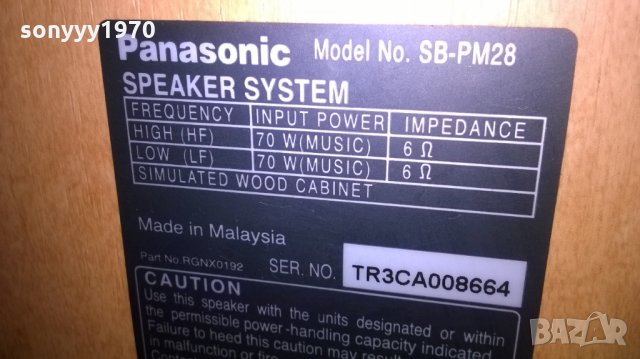 sonyyy1970
Panasonic Model No. SB-PM28
SPEAKER SYSTEM
FREQUENCY INPUT POWER IMPEDANCE
HIGH (HF) 70 W(MUSIC) 6 Ω
LOW (LF) 70 W(MUSIC) 6 Ω
SIMULATED WOOD CABINET
Made in Malaysia
Part No RGNX0192 SER. NO. TR3CA008664
CAUTION
Use this speaker with the units designated or within
the permissible power-handling capacity indicated
Failure to heed this caution may
in malfunction or fire
BAZAR